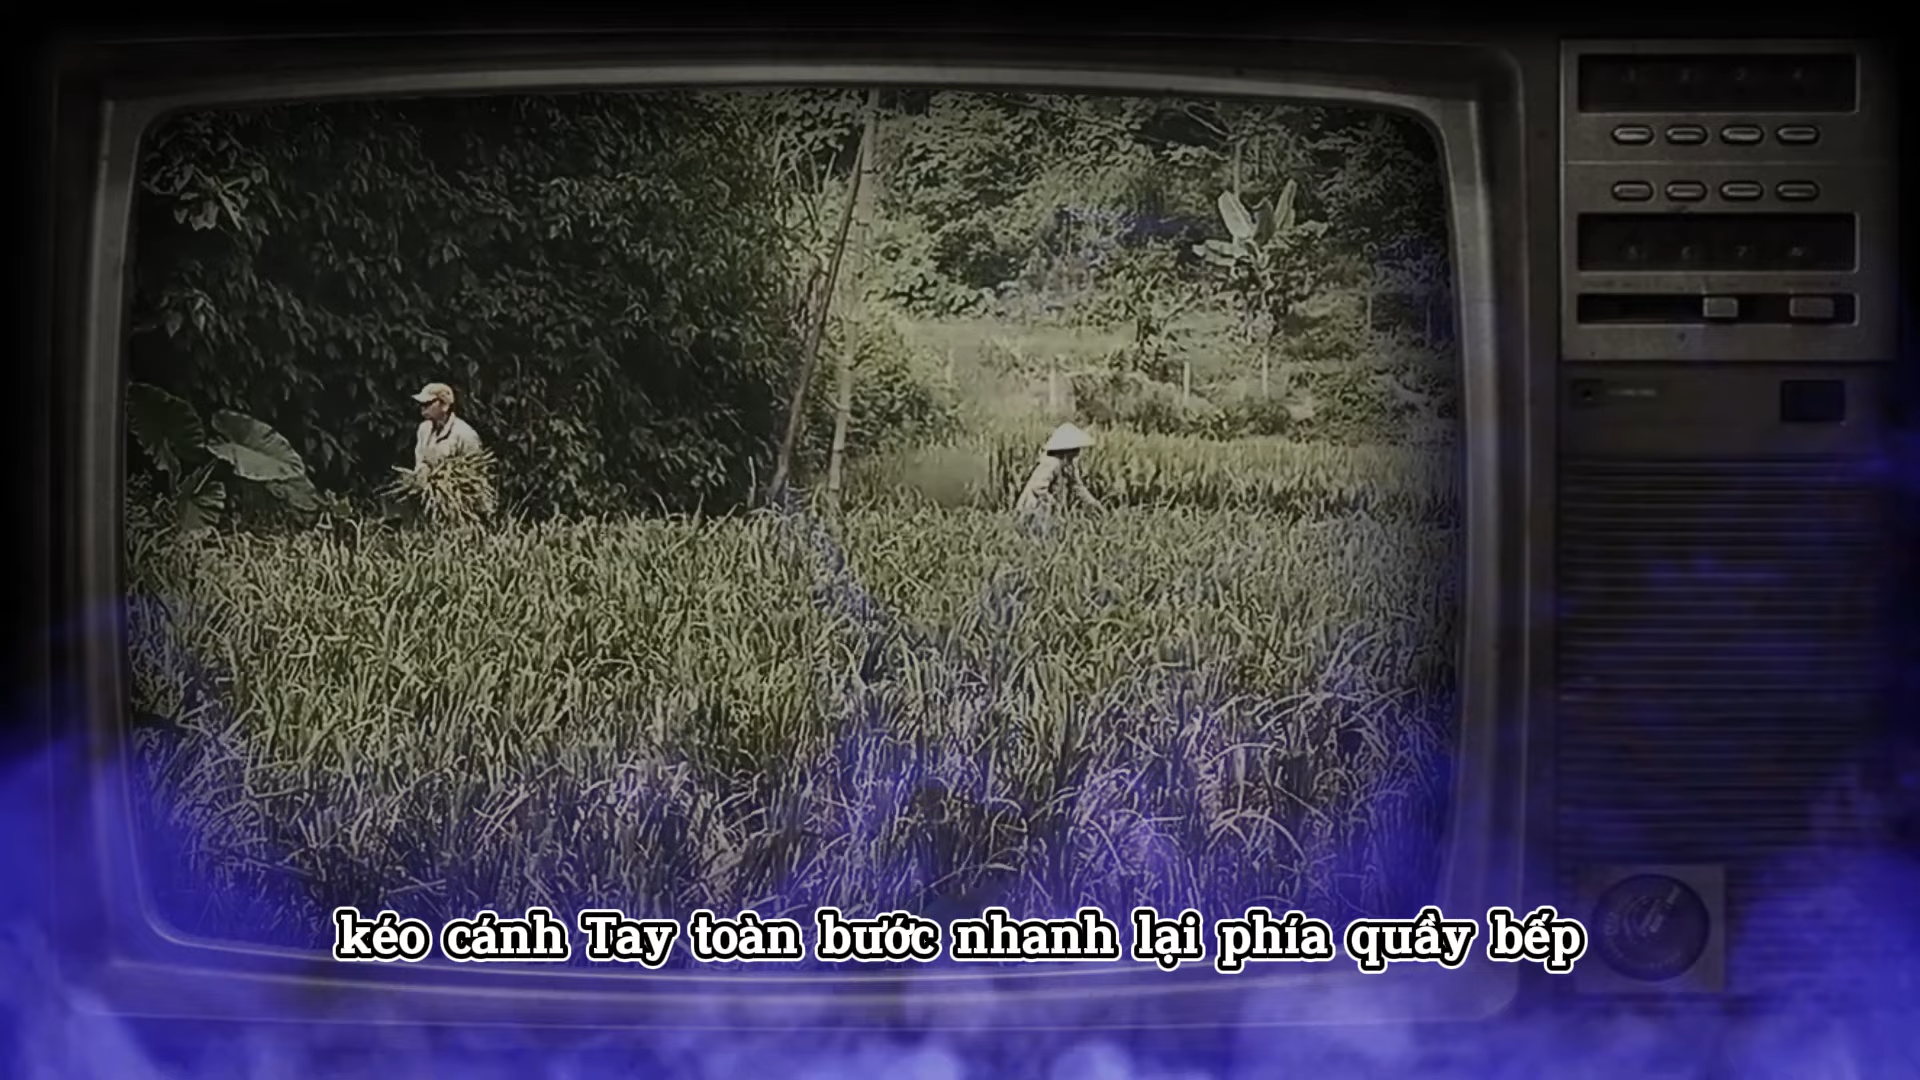 kéo cánh Tay toàn bước nhanh lại phía quầy bếp